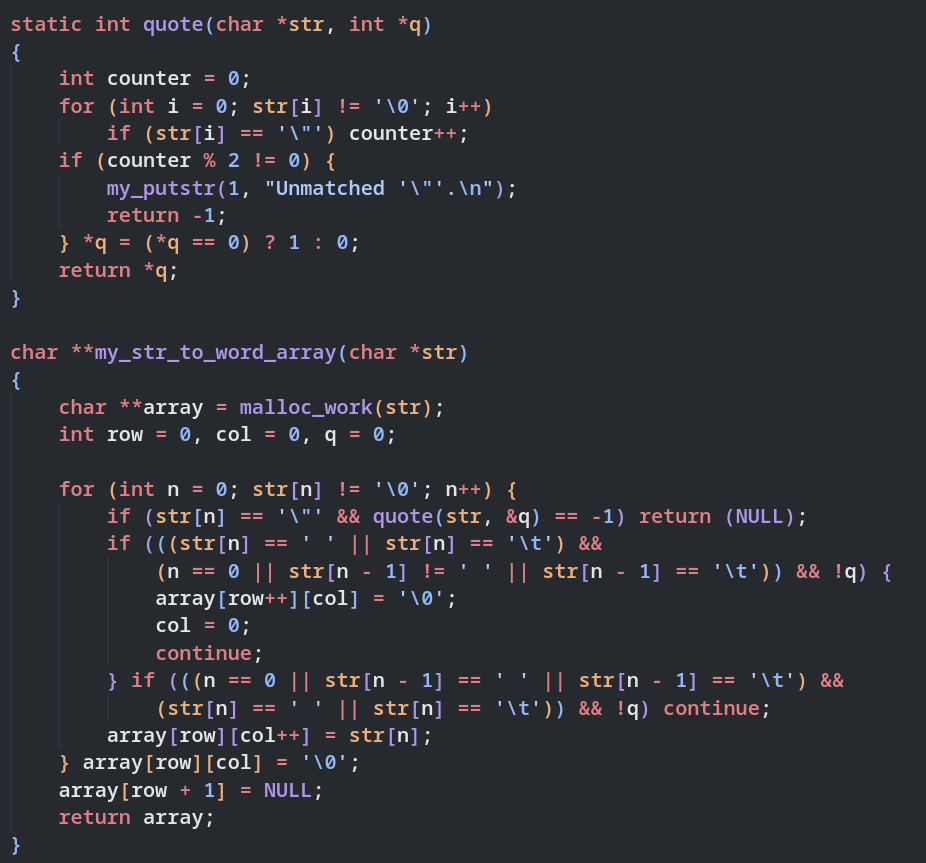 static int quote(char *str, int *q)
{
    int counter = 0;
    for (int i = 0; str[i] != '\0'; i++)
        if (str[i] == '\"') counter++;
    if (counter % 2 != 0) {
        my_putstr(1, "Unmatched '\"'.\n");
        return -1;
    } *q = (*q == 0) ? 1 : 0;
    return *q;
}

char **my_str_to_word_array(char *str)
{
    char **array = malloc_work(str);
    int row = 0, col = 0, q = 0;

    for (int n = 0; str[n] != '\0'; n++) {
        if (str[n] == '\"' && quote(str, &q) == -1) return (NULL);
        if (((str[n] == ' ' || str[n] == '\t') &&
            (n == 0 || str[n - 1] != ' ' || str[n - 1] == '\t')) && !q) {
            array[row++][col] = '\0';
            col = 0;
            continue;
        } if (((n == 0 || str[n - 1] == ' ' || str[n - 1] == '\t') &&
            (str[n] == ' ' || str[n] == '\t')) && !q) continue;
        array[row][col++] = str[n];
    } array[row][col] = '\0';
    array[row + 1] = NULL;
    return array;
}